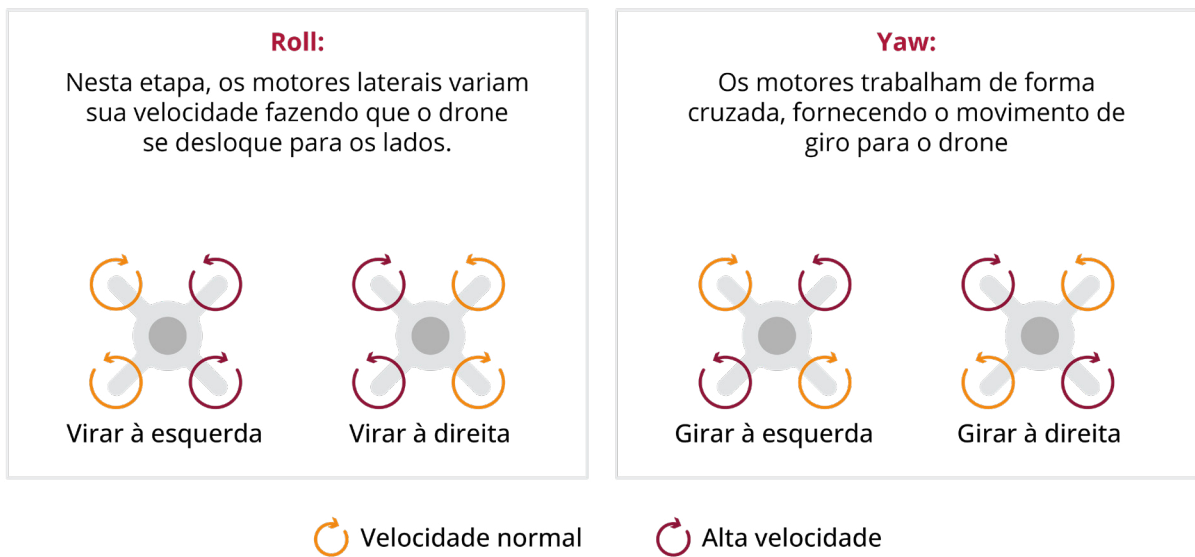 Roll:
Nesta etapa, os motores laterais variam
sua velocidade fazendo que o drone
se desloque para os lados.
Virar à esquerda
Virar à direita
Yaw:
Os motores trabalham de forma
cruzada, fornecendo o movimento de
giro para o drone
Girar à esquerda
Girar à direita
Velocidade normal
Alta velocidade